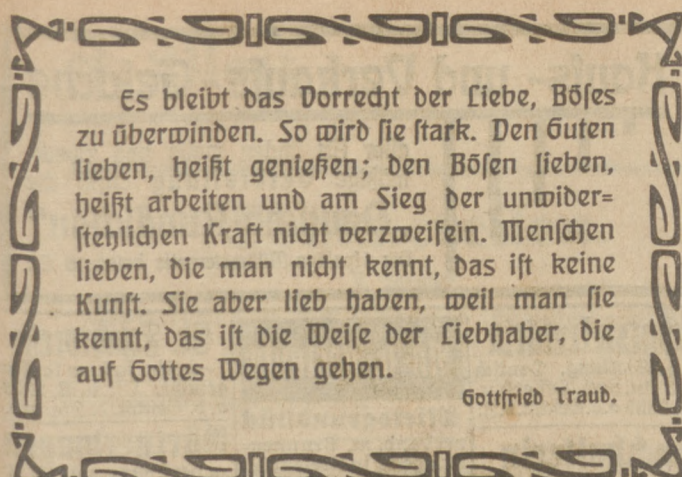 Es bleibt das Vorrecht der Liebe, Böſes
zu überwinden. So wird ſie ſtark. Den Guten
lieben, heißt genießen; den Böſen lieben,
heißt arbeiten und am Sieg der unwider=
ſtehlichen Kraft nicht verzweifeln. Menſchen
lieben, die man nicht kennt, das iſt keine
Kunſt. Sie aber lieb haben, weil man ſie
kennt, das iſt die Weiſe der Liebhaber, die
auf Gottes Wegen gehen.
Gottfried Traub.